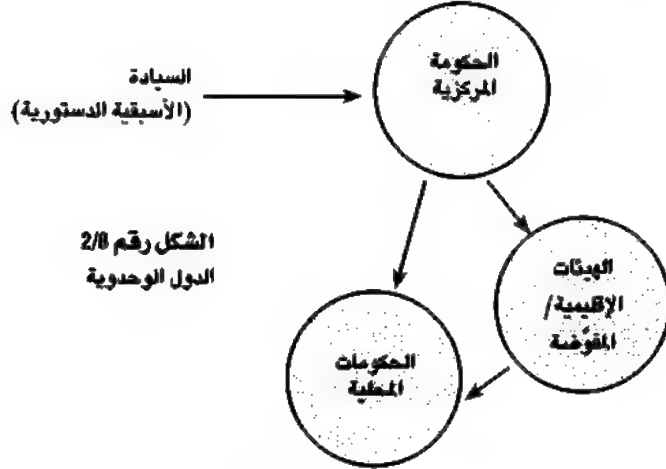 الحكومة
المركزية
السيادة
(الأسبقية الدستورية)
الشكل رقم 2/8
الدول الوحدوية
الهيئات
الإقليمية/
المفوّضة
الحكومات
المحلية